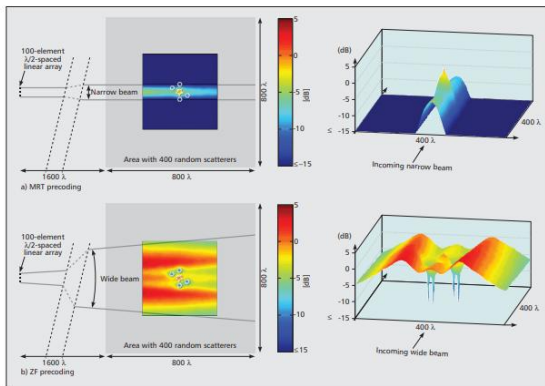 100-element
λ/2-spaced
linear array
Narrow beam
Area with 400 random scatterers
1600 λ
800 λ
800 λ
a) MRT precoding
5
0
-5
-10
≤-15
[dB]
(dB)
5
0
-5
-10
≤ -15
400 λ
400 λ
Incoming narrow beam
100-element
λ/2-spaced
linear array
Wide beam
Area with 400 random scatterers
1600 λ
800 λ
800 λ
b) ZF precoding
5
0
-5
-10
≤-15
[dB]
(dB)
5
0
-5
-10
≤ -15
400 λ
400 λ
Incoming wide beam